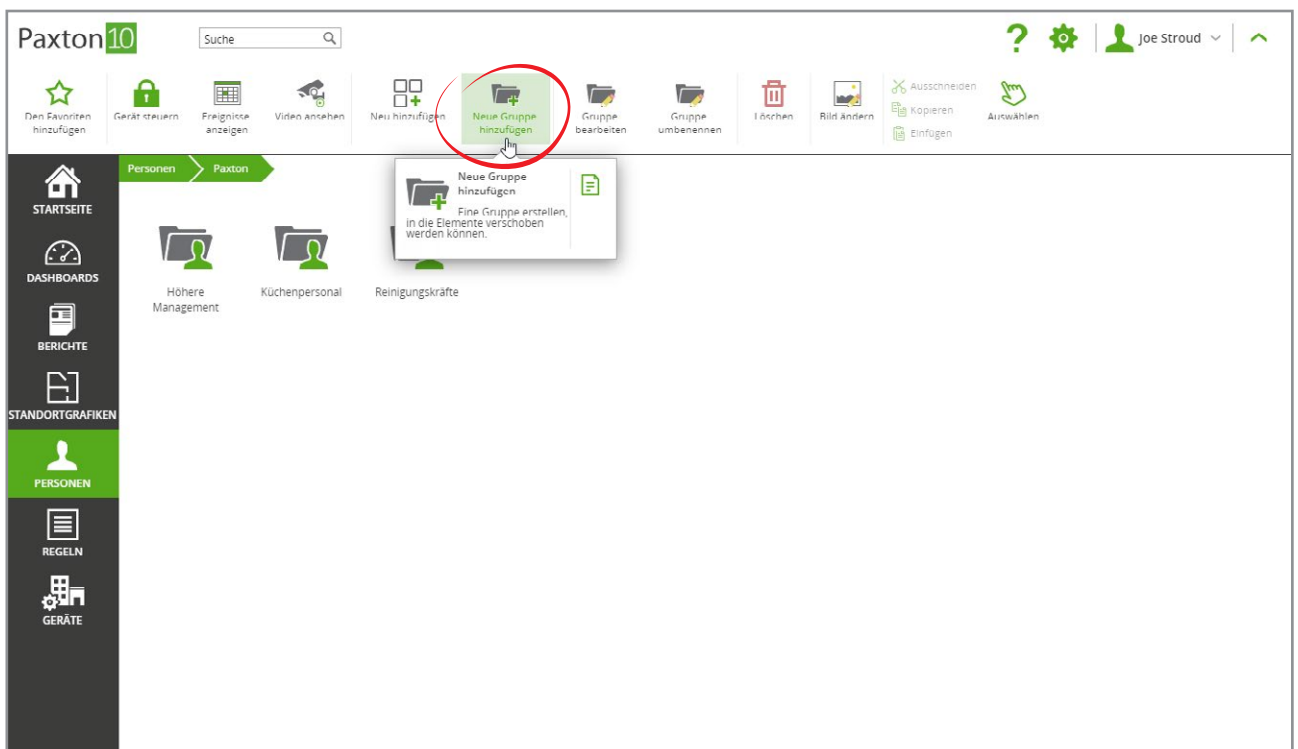 Paxton10
Suche
Joe Stroud
Den Favoriten
hinzufügen
Gerät steuern
Ereignisse
anzeigen
Video ansehen
Neu hinzufügen
Neue Gruppe
hinzufügen
Gruppe
bearbeiten
Gruppe
umbenennen
Löschen
Bild ändern
Ausschneiden
Kopieren
Einfügen
Auswählen
Personen
Paxton
Neue Gruppe
hinzufügen
Eine Gruppe erstellen,
in die Elemente verschoben
werden können.
STARTSEITE
DASHBOARDS
BERICHTE
STANDORTGRAFIKEN
PERSONEN
REGELN
GERÄTE
Höhere
Management
Küchenpersonal
Reinigungskräfte